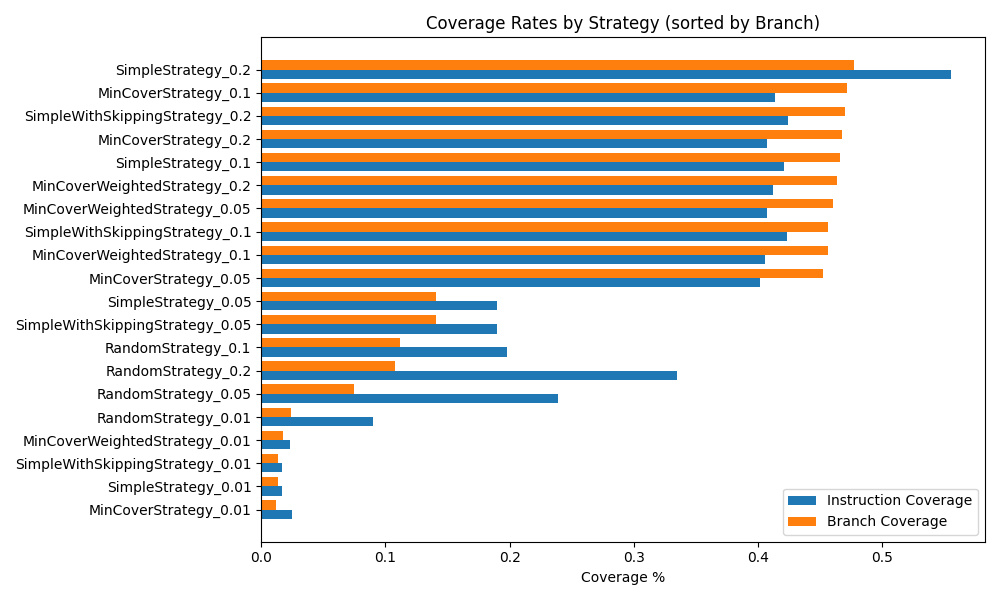 Coverage Rates by Strategy (sorted by Branch)
SimpleStrategy_0.2
MinCoverStrategy_0.1
SimpleWithSkippingStrategy_0.2
MinCoverStrategy_0.2
SimpleStrategy_0.1
MinCoverWeightedStrategy_0.2
MinCoverWeightedStrategy_0.05
SimpleWithSkippingStrategy_0.1
MinCoverWeightedStrategy_0.1
MinCoverStrategy_0.05
SimpleStrategy_0.05
SimpleWithSkippingStrategy_0.05
RandomStrategy_0.1
RandomStrategy_0.2
RandomStrategy_0.05
RandomStrategy_0.01
MinCoverWeightedStrategy_0.01
SimpleWithSkippingStrategy_0.01
SimpleStrategy_0.01
MinCoverStrategy_0.01
Instruction Coverage
Branch Coverage
0.0 0.1 0.2 0.3 0.4 0.5
Coverage %